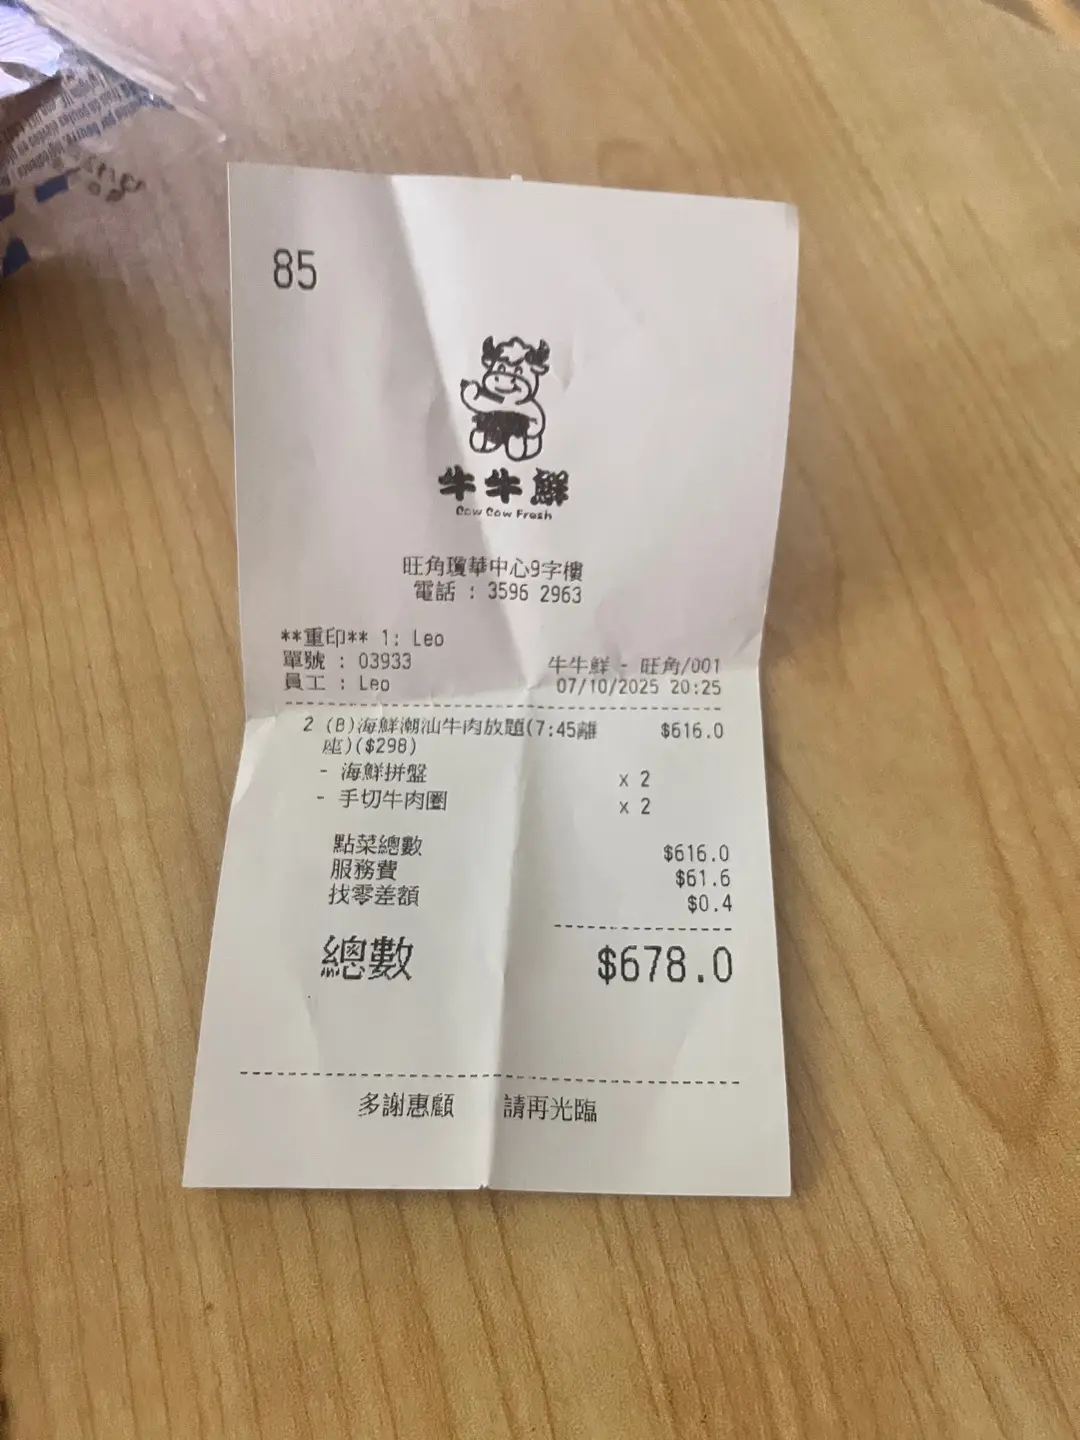 85
牛牛鮮
Cow Cow Fresh
旺角瓊華中心9字樓
電話 : 3596 2963
**重印** 1: Leo
單號 : 03933
員工 : Leo
牛牛鮮 - 旺角/001
07/10/2025 20:25
2 (B)海鮮潮汕牛肉放題(7:45離 $616.0
座)($298)
- 海鮮拼盤 x 2
- 手切牛肉圈 x 2
點菜總數 $616.0
服務費 $61.6
找零差額 $0.4
總數 $678.0
多謝惠顧 請再光臨